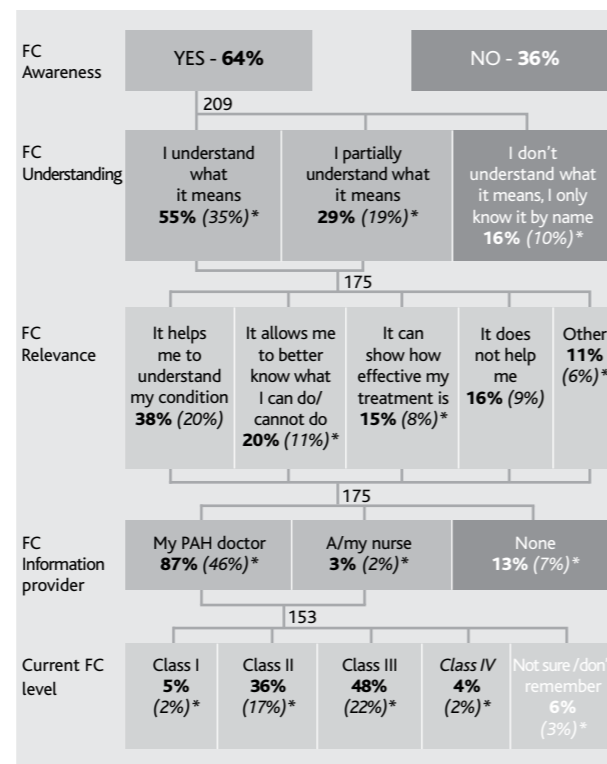 FC
Awareness
YES - 64%
NO - 36%
209
FC
Understanding
I understand
what
it means
55% (35%)*
I partially
understand what
it means
29% (19%)*
I don't
understand what
it means, I only
know it by name
16% (10%)*
175
FC
Relevance
It helps
me to
understand
my condition
38% (20%)
It allows me
to better
know what
I can do/
cannot do
20% (11%)*
It can
show how
effective my
treatment is
15% (8%)*
It does
not help
me
16% (9%)
Other
11%
(6%)*
175
FC
Information
provider
My PAH doctor
87% (46%)*
A/my nurse
3% (2%)*
None
13% (7%)*
153
Current FC
level
Class I
5%
(2%)*
Class II
36%
(17%)*
Class III
48%
(22%)*
Class IV
4%
(2%)*
Not sure /don'
remember
6%
(3%)*